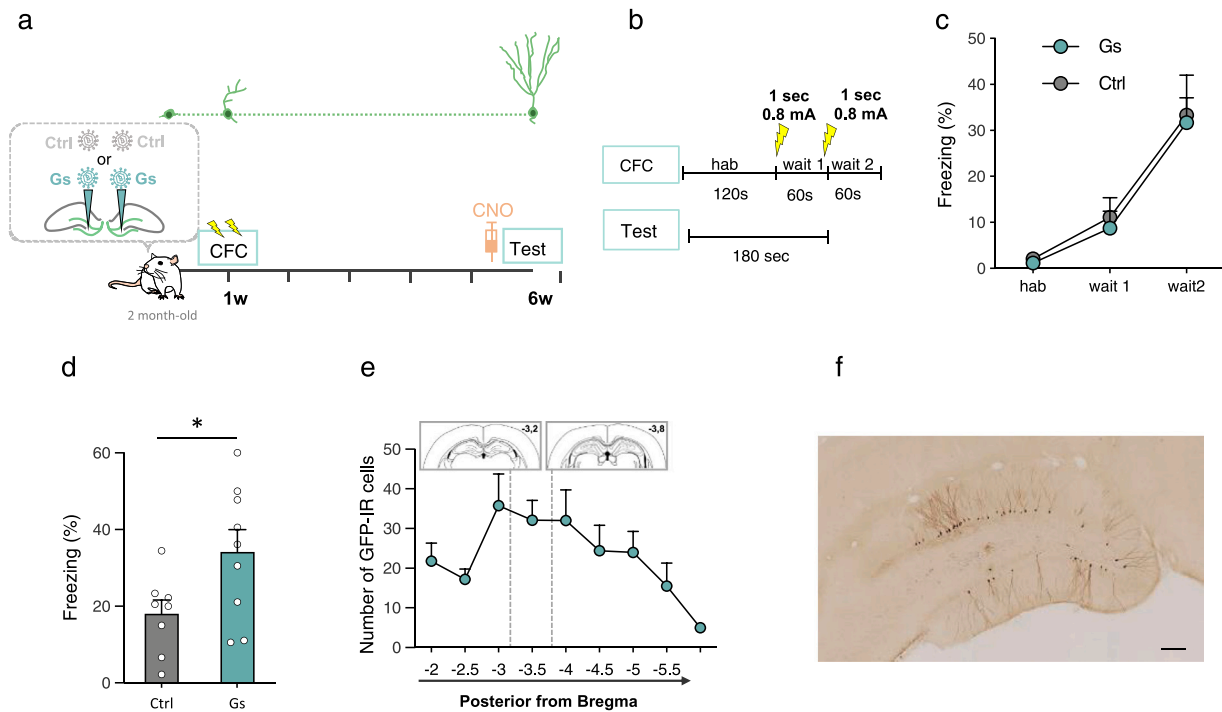 a
Ctrl Ctrl
or
Gs Gs
CFC
CNO
Test
1w
6w
2 month-old
b
1 sec 1 sec
0.8 mA 0.8 mA
CFC
hab wait 1 wait 2
120s 60s 60s
Test
180 sec
c
Gs
Ctrl
Freezing (%)
50
40
30
20
10
0
hab wait 1 wait2
d
*
Freezing (%)
60
40
20
0
Ctrl Gs
e
-3,2 -3,8
Number of GFP-IR cells
50
40
30
20
10
0
-2 -2.5 -3 -3.5 -4 -4.5 -5 -5.5
Posterior from Bregma
f